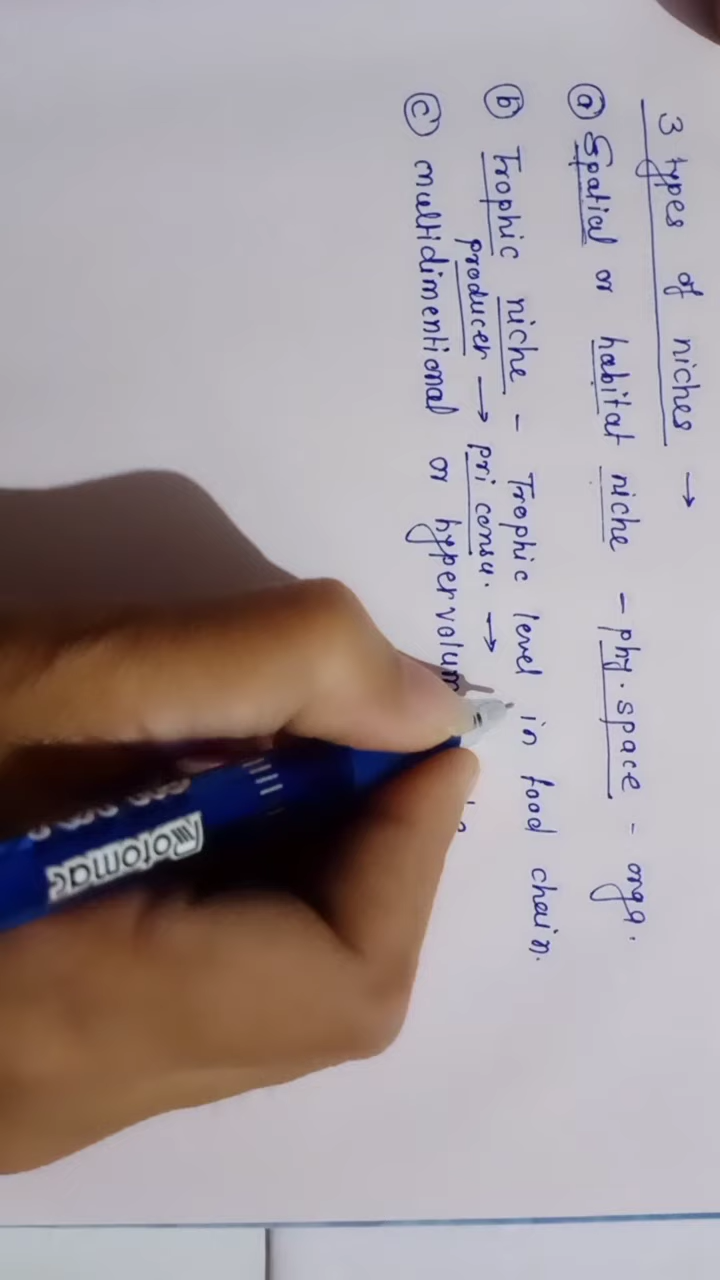 3 types of niches →
ⓐ Spatial or habitat niche - phy. space - orga.
ⓑ Trophic niche - Trophic level in food chain.
producer → pri consu. →
ⓒ multidimentional or hypervolum
Rotomac